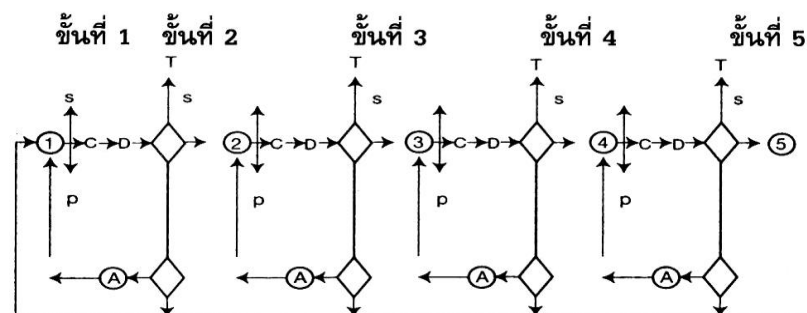 ขั้นที่ 1 ขั้นที่ 2 ขั้นที่ 3 ขั้นที่ 4 ขั้นที่ 5
T T T T
s s s s s
1 C D 2 C D 3 C D 4 C D 5
p p p p
A A A A